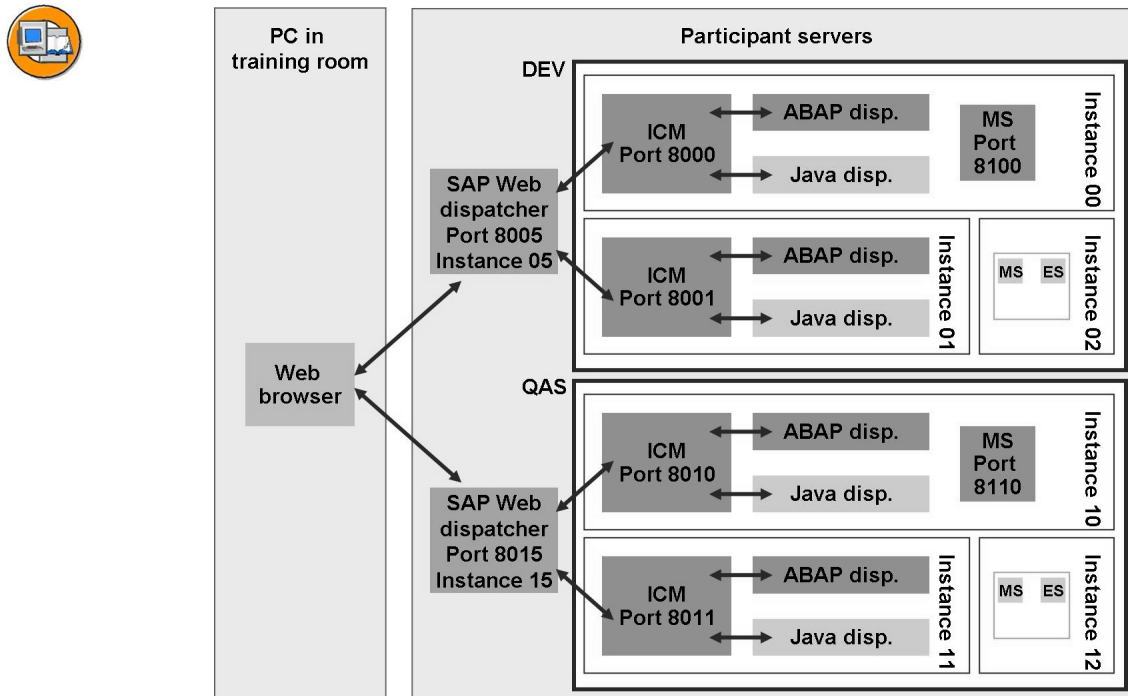 PC in
training room
Participant servers
DEV
ICM
Port 8000
ABAP disp.
Java disp.
MS
Port
8100
Instance 00
SAP Web
dispatcher
Port 8005
Instance 05
ICM
Port 8001
ABAP disp.
Java disp.
Instance 01
MS
ES
Instance 02
Web
browser
QAS
ICM
Port 8010
ABAP disp.
Java disp.
MS
Port
8110
Instance 10
SAP Web
dispatcher
Port 8015
Instance 15
ICM
Port 8011
ABAP disp.
Java disp.
Instance 11
MS
ES
Instance 12